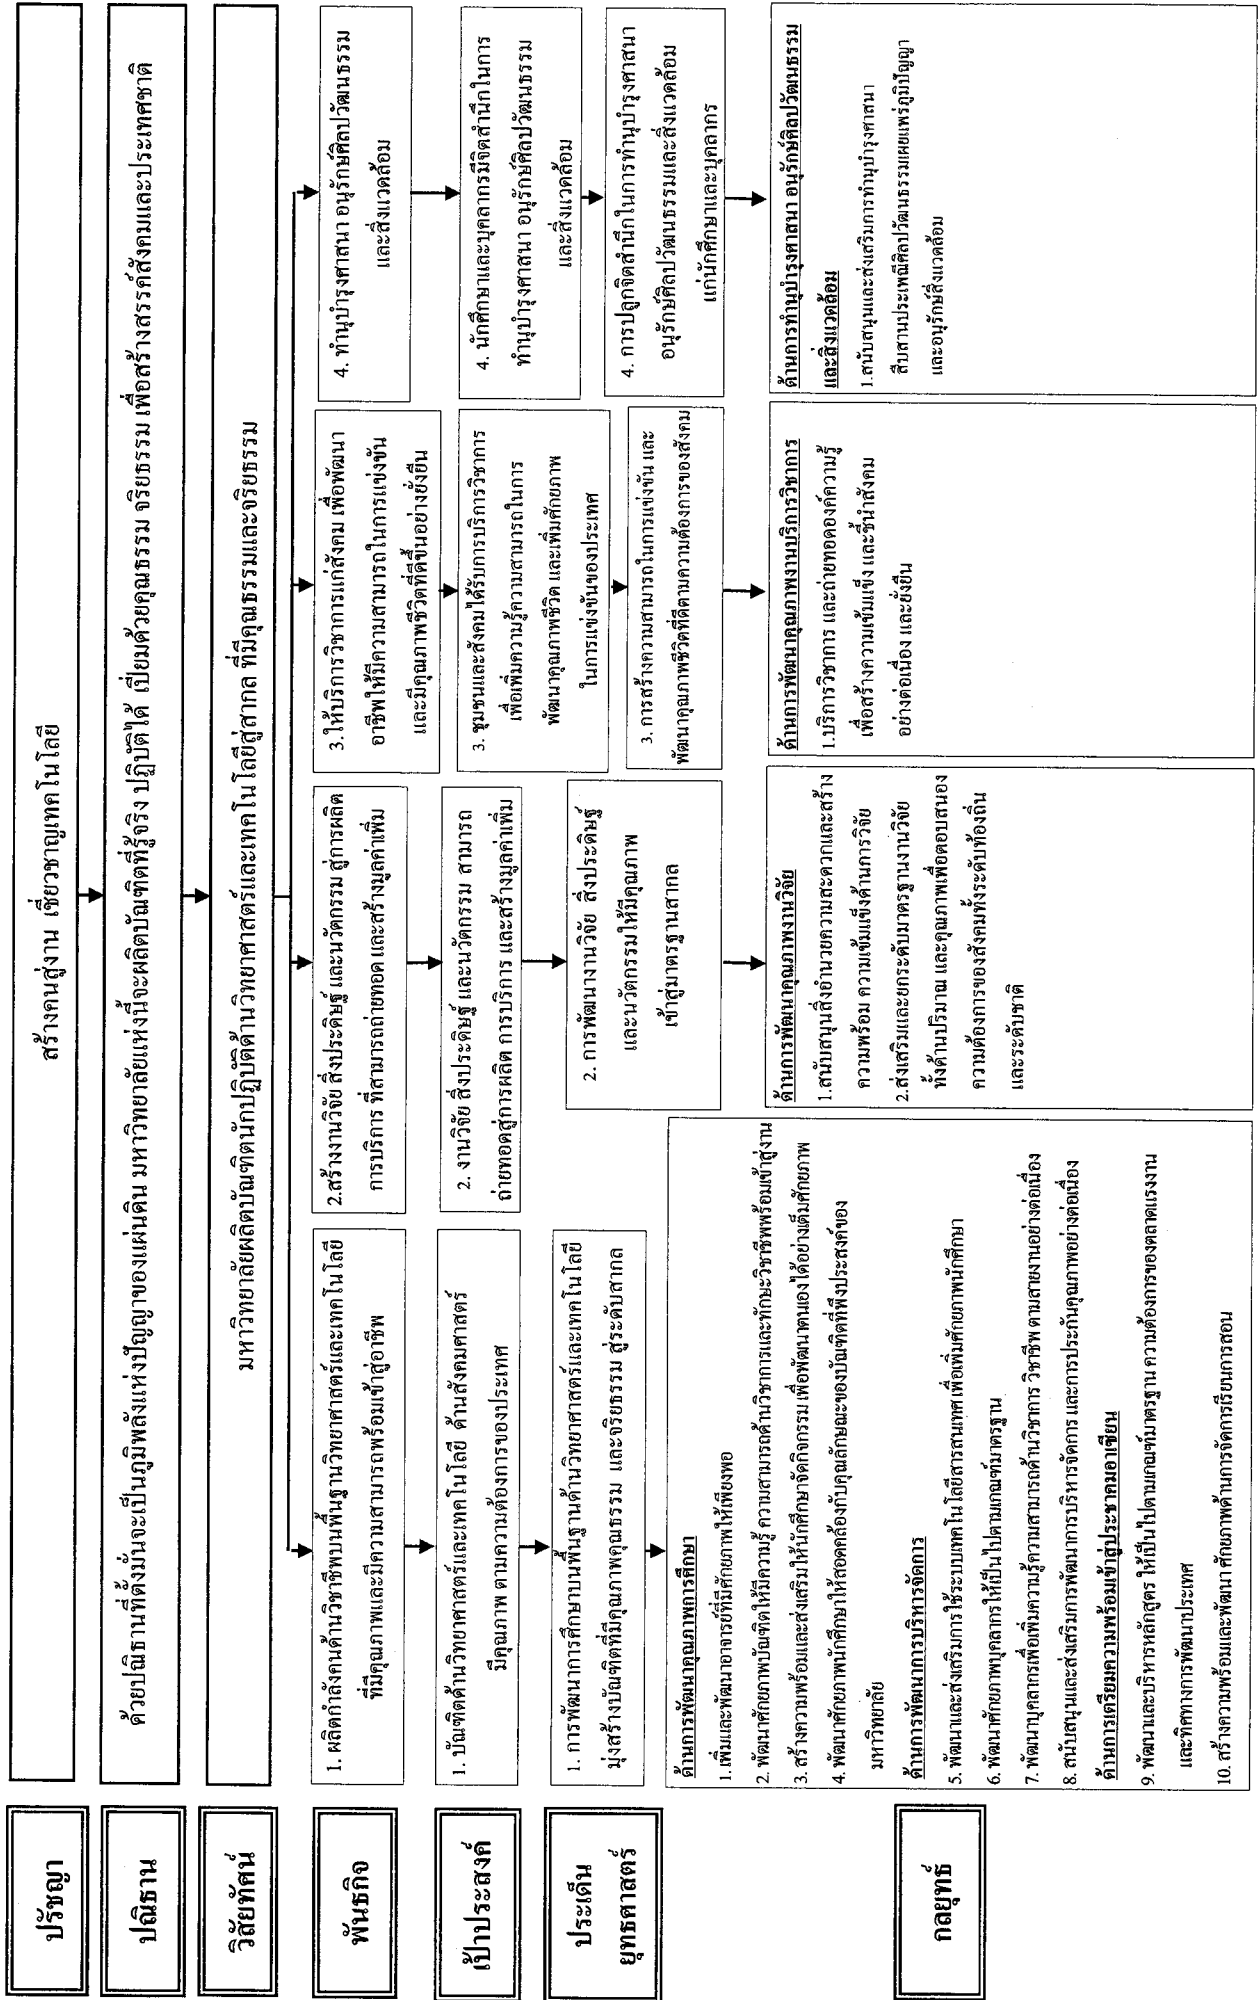 ปรัชญา
สร้างคนสู่งาน เชี่ยวชาญเทคโนโลยี
ปณิธาน
ด้วยปณิธานที่ตั้งมั่นจะเป็นภูมิพลังแห่งปัญญาของแผ่นดิน มหาวิทยาลัยแห่งนี้จะผลิตบัณฑิตที่รู้จริง ปฏิบัติได้ เปี่ยมด้วยคุณธรรม จริยธรรม เพื่อสร้างสรรค์สังคมและประเทศชาติ
วิสัยทัศน์
มหาวิทยาลัยผลิตบัณฑิตนักปฏิบัติด้านวิทยาศาสตร์และเทคโนโลยีสู่สากล ที่มีคุณธรรมและจริยธรรม
พันธกิจ
1. ผลิตกำลังคนด้านวิชาชีพบนพื้นฐานวิทยาศาสตร์และเทคโนโลยี
ที่มีคุณภาพและมีความสามารถพร้อมเข้าสู่อาชีพ
2.สร้างงานวิจัย สิ่งประดิษฐ์ และนวัตกรรม สู่การผลิต
การบริการ ที่สามารถถ่ายทอด และสร้างมูลค่าเพิ่ม
3.ให้บริการวิชาการแก่สังคม เพื่อพัฒนา
อาชีพให้มีความสามารถในการแข่งขัน
และมีคุณภาพชีวิตที่ดีขึ้นอย่างยั่งยืน
4. ทำนุบำรุงศาสนา อนุรักษ์ศิลปวัฒนธรรม
และสิ่งแวดล้อม
เป้าประสงค์
1. บัณฑิตด้านวิทยาศาสตร์และเทคโนโลยี ด้านสังคมศาสตร์
มีคุณภาพ ตามความต้องการของประเทศ
2. งานวิจัย สิ่งประดิษฐ์ และนวัตกรรม สามารถ
ถ่ายทอดสู่การผลิต การบริการ และสร้างมูลค่าเพิ่ม
3. ชุมชนและสังคมได้รับการบริการวิชาการ
เพื่อเพิ่มความรู้ความสามารถในการ
พัฒนาคุณภาพชีวิต และเพิ่มศักยภาพ
ในการแข่งขันของประเทศ
4. นักศึกษาและบุคลากรมีจิตสำนึกในการ
ทำนุบำรุงศาสนา อนุรักษ์ศิลปวัฒนธรรม
และสิ่งแวดล้อม
ประเด็น
ยุทธศาสตร์
1. การพัฒนาการศึกษาบนพื้นฐานด้านวิทยาศาสตร์และเทคโนโลยี
มุ่งสร้างบัณฑิตที่มีคุณภาพคุณธรรม และจริยธรรม สู่ระดับสากล
2. การพัฒนางานวิจัย สิ่งประดิษฐ์
และนวัตกรรมให้มีคุณภาพ
เข้าสู่มาตรฐานสากล
3. การสร้างความสามารถในการแข่งขัน และ
พัฒนาคุณภาพชีวิตที่ดีตามความต้องการของสังคม
4. การปลูกจิตสำนึกในการทำนุบำรุงศาสนา
อนุรักษ์ศิลปวัฒนธรรมและสิ่งแวดล้อม
แก่นักศึกษาและบุคลากร
กลยุทธ์
ด้านการพัฒนาคุณภาพการศึกษา
1. เพิ่มและพัฒนาอาจารย์ที่มีศักยภาพให้เพียงพอ
2. พัฒนาศักยภาพบัณฑิตให้มีความรู้ ความสามารถด้านวิชาการและทักษะวิชาชีพพร้อมเข้าสู่งาน
3. สร้างความพร้อมและส่งเสริมให้นักศึกษาจัดกิจกรรม เพื่อพัฒนาตนเองได้อย่างเต็มศักยภาพ
4. พัฒนาศักยภาพนักศึกษาให้สอดคล้องกับคุณลักษณะของบัณฑิตที่พึงประสงค์ของ
มหาวิทยาลัย
ด้านการพัฒนาการบริหารจัดการ
5. พัฒนาและส่งเสริมการใช้ระบบเทคโนโลยีสารสนเทศ เพื่อเพิ่มศักยภาพนักศึกษา
6. พัฒนาศักยภาพบุคลากรให้เป็นไปตามเกณฑ์มาตรฐาน
7. พัฒนาบุคลากรเพื่อเพิ่มความรู้ความสามารถด้านวิชาการ วิชาชีพ ตามสายงานอย่างต่อเนื่อง
8. สนับสนุนและส่งเสริมการพัฒนาการบริหารจัดการ และการประกันคุณภาพอย่างต่อเนื่อง
ด้านการเตรียมความพร้อมเข้าสู่ประชาคมอาเซียน
9. พัฒนาและบริหารหลักสูตร ให้เป็นไปตามเกณฑ์มาตรฐาน ความต้องการของตลาดแรงงาน
และทิศทางการพัฒนาประเทศ
10. สร้างความพร้อมและพัฒนาศักยภาพด้านการจัดการเรียนการสอน
ด้านการพัฒนาคุณภาพงานวิจัย
1.สนับสนุนสิ่งอำนวยความสะดวกและสร้าง
ความพร้อม ความเข้มแข็งด้านการวิจัย
2.ส่งเสริมและยกระดับมาตรฐานงานวิจัย
ทั้งด้านปริมาณ และคุณภาพเพื่อตอบสนอง
ความต้องการของสังคมทั้งระดับท้องถิ่น
และระดับชาติ
ด้านการพัฒนาคุณภาพงานบริการวิชาการ
1.บริการวิชาการ และถ่ายทอดองค์ความรู้
เพื่อสร้างความเข้มแข็ง และชี้นำสังคม
อย่างต่อเนื่อง และยั่งยืน
ด้านการทำนุบำรุงศาสนา อนุรักษ์ศิลปวัฒนธรรม
และสิ่งแวดล้อม
1.สนับสนุนและส่งเสริมการทำนุบำรุงศาสนา
สืบสานประเพณีศิลปวัฒนธรรมเผยแพร่ภูมิปัญญา
และอนุรักษ์สิ่งแวดล้อม